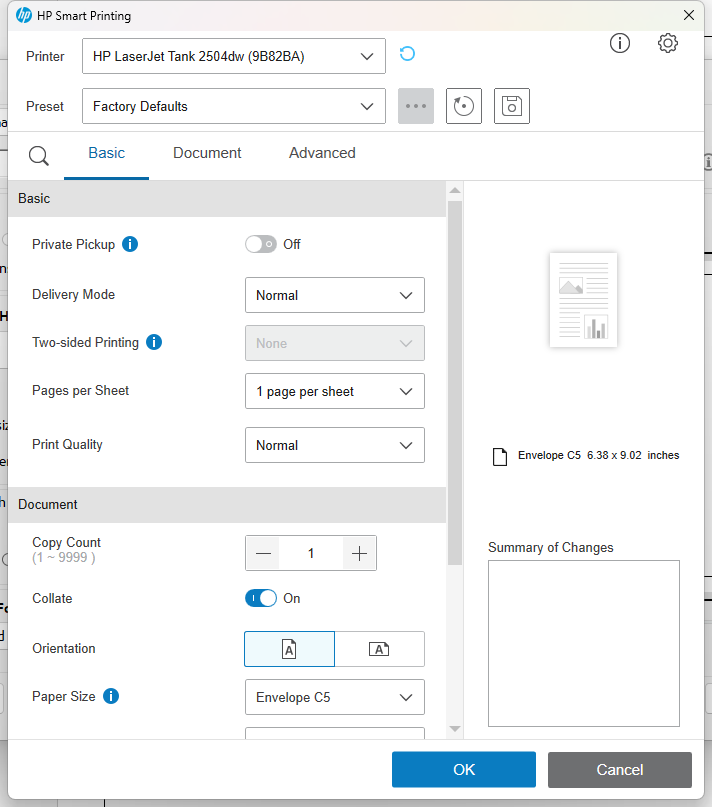 HP Smart Printing
Printer
HP LaserJet Tank 2504dw (9B82BA)
Preset
Factory Defaults
Basic Document Advanced
Basic
Private Pickup
Off
Delivery Mode
Normal
Two-sided Printing
None
Pages per Sheet
1 page per sheet
Print Quality
Normal
Envelope C5 6.38 x 9.02 inches
Document
Copy Count
(1 ~ 9999 )
1
Collate
On
Orientation
A
A
Paper Size
Envelope C5
Summary of Changes
OK
Cancel